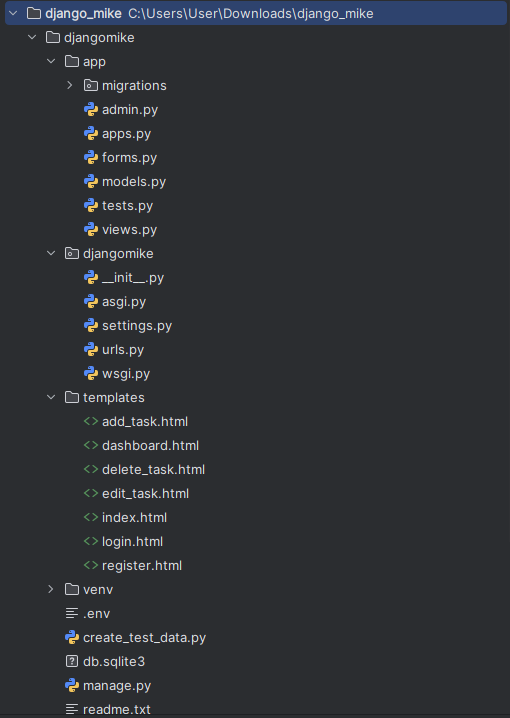 django_mike C:\Users\User\Downloads\django_mike
djangomike
app
migrations
admin.py
apps.py
forms.py
models.py
tests.py
views.py
djangomike
__init__.py
asgi.py
settings.py
urls.py
wsgi.py
templates
add_task.html
dashboard.html
delete_task.html
edit_task.html
index.html
login.html
register.html
venv
.env
create_test_data.py
db.sqlite3
manage.py
readme.txt